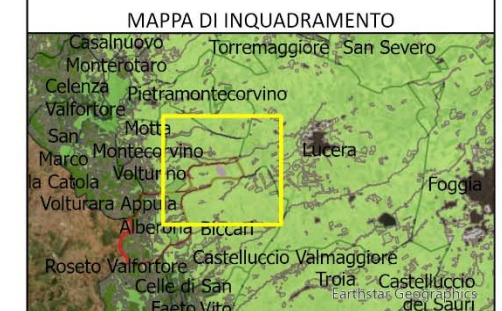 MAPPA DI INQUADRAMENTO
Casalnuovo
Monterotaro
Torremaggiore San Severo
Celenza
Valfortore
Pietramontecorvino
San
Marco
la Catola
Motta
Montecorvino
Lucera
Volturino
Foggia
Volturara Appula
Alberona Biccari
Roseto Valfortore
Castelluccio Valmaggiore
Celle di San
Troia
Castelluccio
dei Sauri
Earthstar Geographics
Faeto Vito